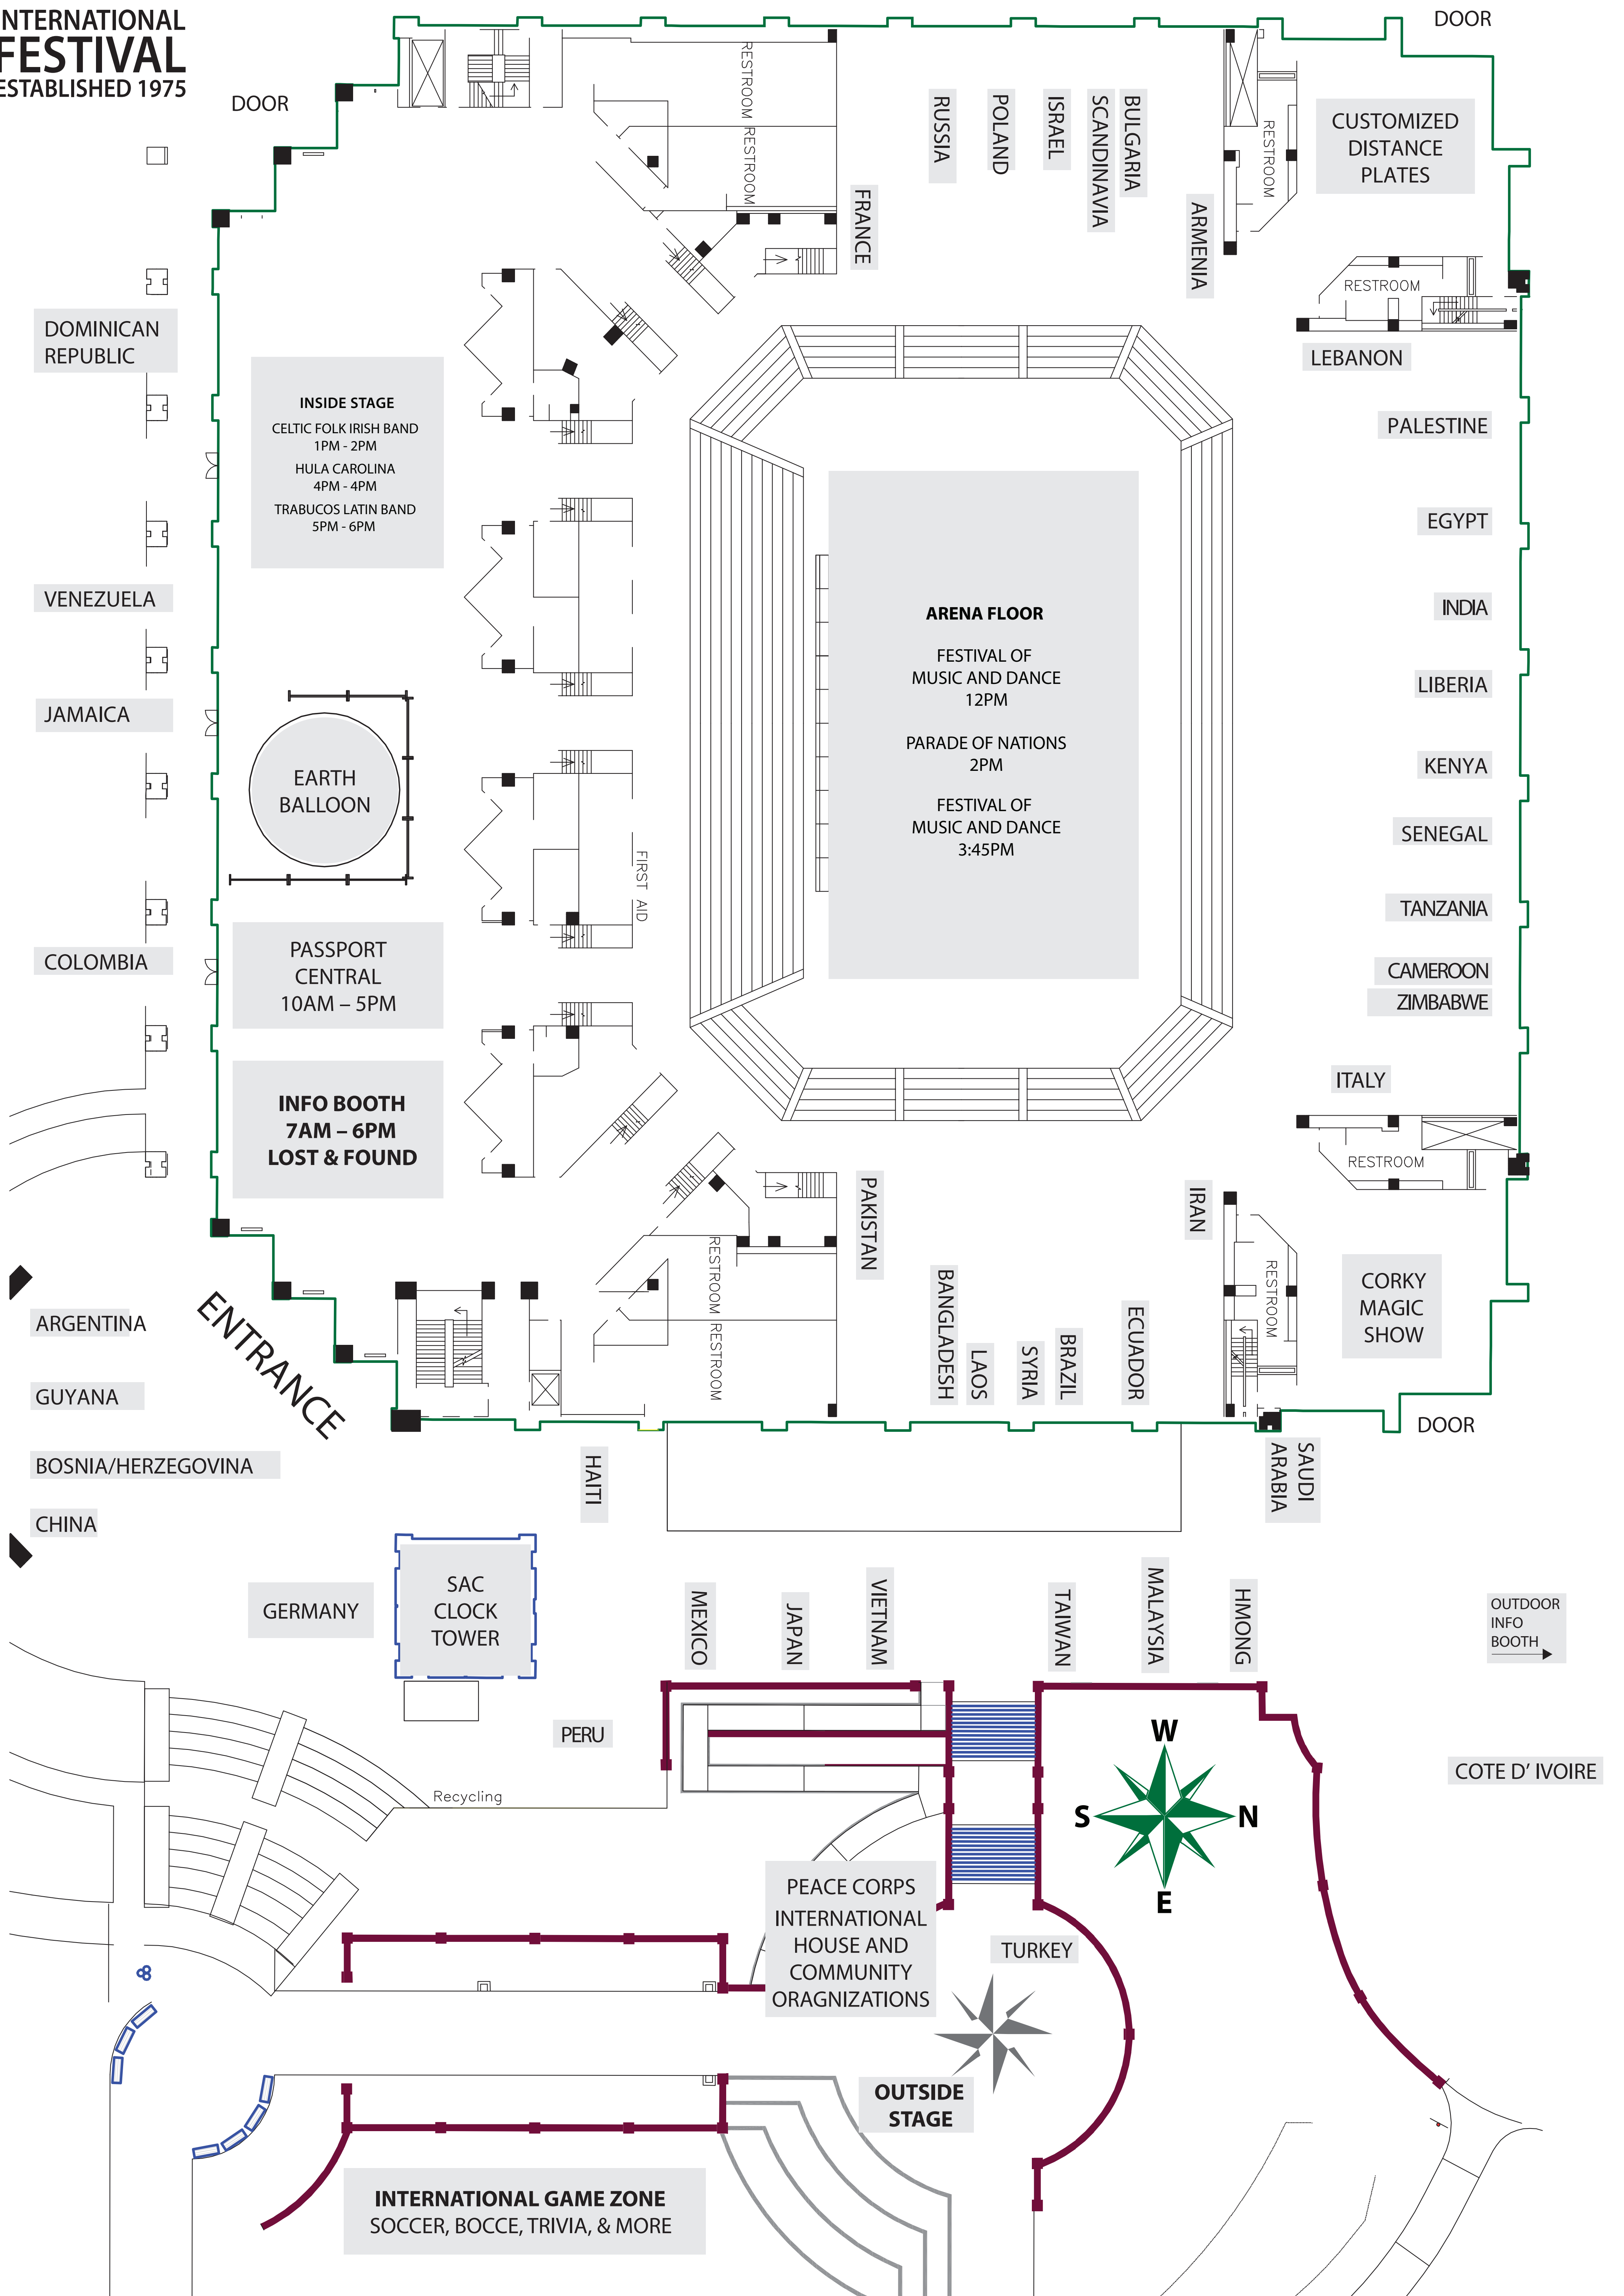 INTERNATIONAL
FESTIVAL
ESTABLISHED 1975
DOOR
DOOR
RESTROOM
RESTROOM
RUSSIA
POLAND
ISRAEL
SCANDINAVIA
BULGARIA
RESTROOM
CUSTOMIZED
DISTANCE
PLATES
FRANCE
ARMENIA
RESTROOM
LEBANON
DOMINICAN
REPUBLIC
INSIDE STAGE
CELTIC FOLK IRISH BAND
1PM - 2PM
HULA CAROLINA
4PM - 4PM
TRABUCOS LATIN BAND
5PM - 6PM
PALESTINE
EGYPT
VENEZUELA
INDIA
ARENA FLOOR
FESTIVAL OF
MUSIC AND DANCE
12PM
PARADE OF NATIONS
2PM
FESTIVAL OF
MUSIC AND DANCE
3:45PM
LIBERIA
JAMAICA
KENYA
EARTH
BALLOON
SENEGAL
FIRST AID
TANZANIA
COLOMBIA
PASSPORT
CENTRAL
10AM – 5PM
CAMEROON
ZIMBABWE
INFO BOOTH
7AM – 6PM
LOST & FOUND
ITALY
RESTROOM
PAKISTAN
IRAN
RESTROOM
RESTROOM
RESTROOM
BANGLADESH
LAOS
SYRIA
BRAZIL
ECUADOR
CORKY
MAGIC
SHOW
ENTRANCE
ARGENTINA
GUYANA
BOSNIA/HERZEGOVINA
CHINA
DOOR
HAITI
SAUDI
ARABIA
GERMANY
SAC
CLOCK
TOWER
MEXICO
JAPAN
VIETNAM
TAIWAN
MALAYSIA
HMONG
OUTDOOR
INFO
BOOTH
PERU
Recycling
W
S
N
E
COTE D’ IVOIRE
PEACE CORPS
INTERNATIONAL
HOUSE AND
COMMUNITY
ORAGNIZATIONS
TURKEY
OUTSIDE
STAGE
INTERNATIONAL GAME ZONE
SOCCER, BOCCE, TRIVIA, & MORE